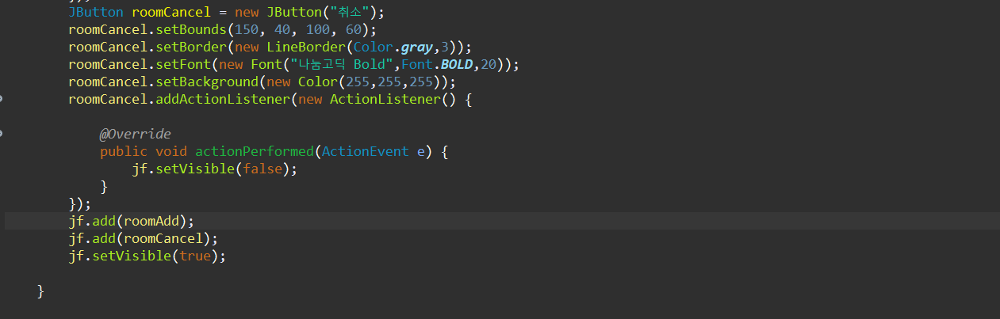 });
JButton roomCancel = new JButton("취소");
roomCancel.setBounds(150, 40, 100, 60);
roomCancel.setBorder(new LineBorder(Color.gray,3));
roomCancel.setFont(new Font("나눔고딕 Bold",Font.BOLD,20));
roomCancel.setBackground(new Color(255,255,255));
roomCancel.addActionListener(new ActionListener() {
@Override
public void actionPerformed(ActionEvent e) {
jf.setVisible(false);
}
});
jf.add(roomAdd);
jf.add(roomCancel);
jf.setVisible(true);
}